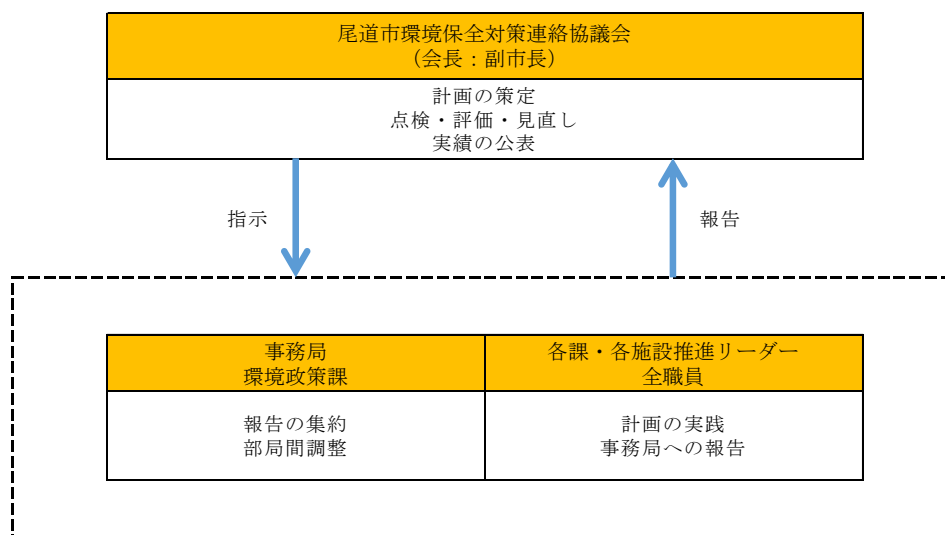 尾道市環境保全対策連絡協議会
（会長：副市長）
計画の策定
点検・評価・見直し
実績の公表
指示
報告
事務局
環境政策課
各課・各施設推進リーダー
全職員
報告の集約
部局間調整
計画の実践
事務局への報告